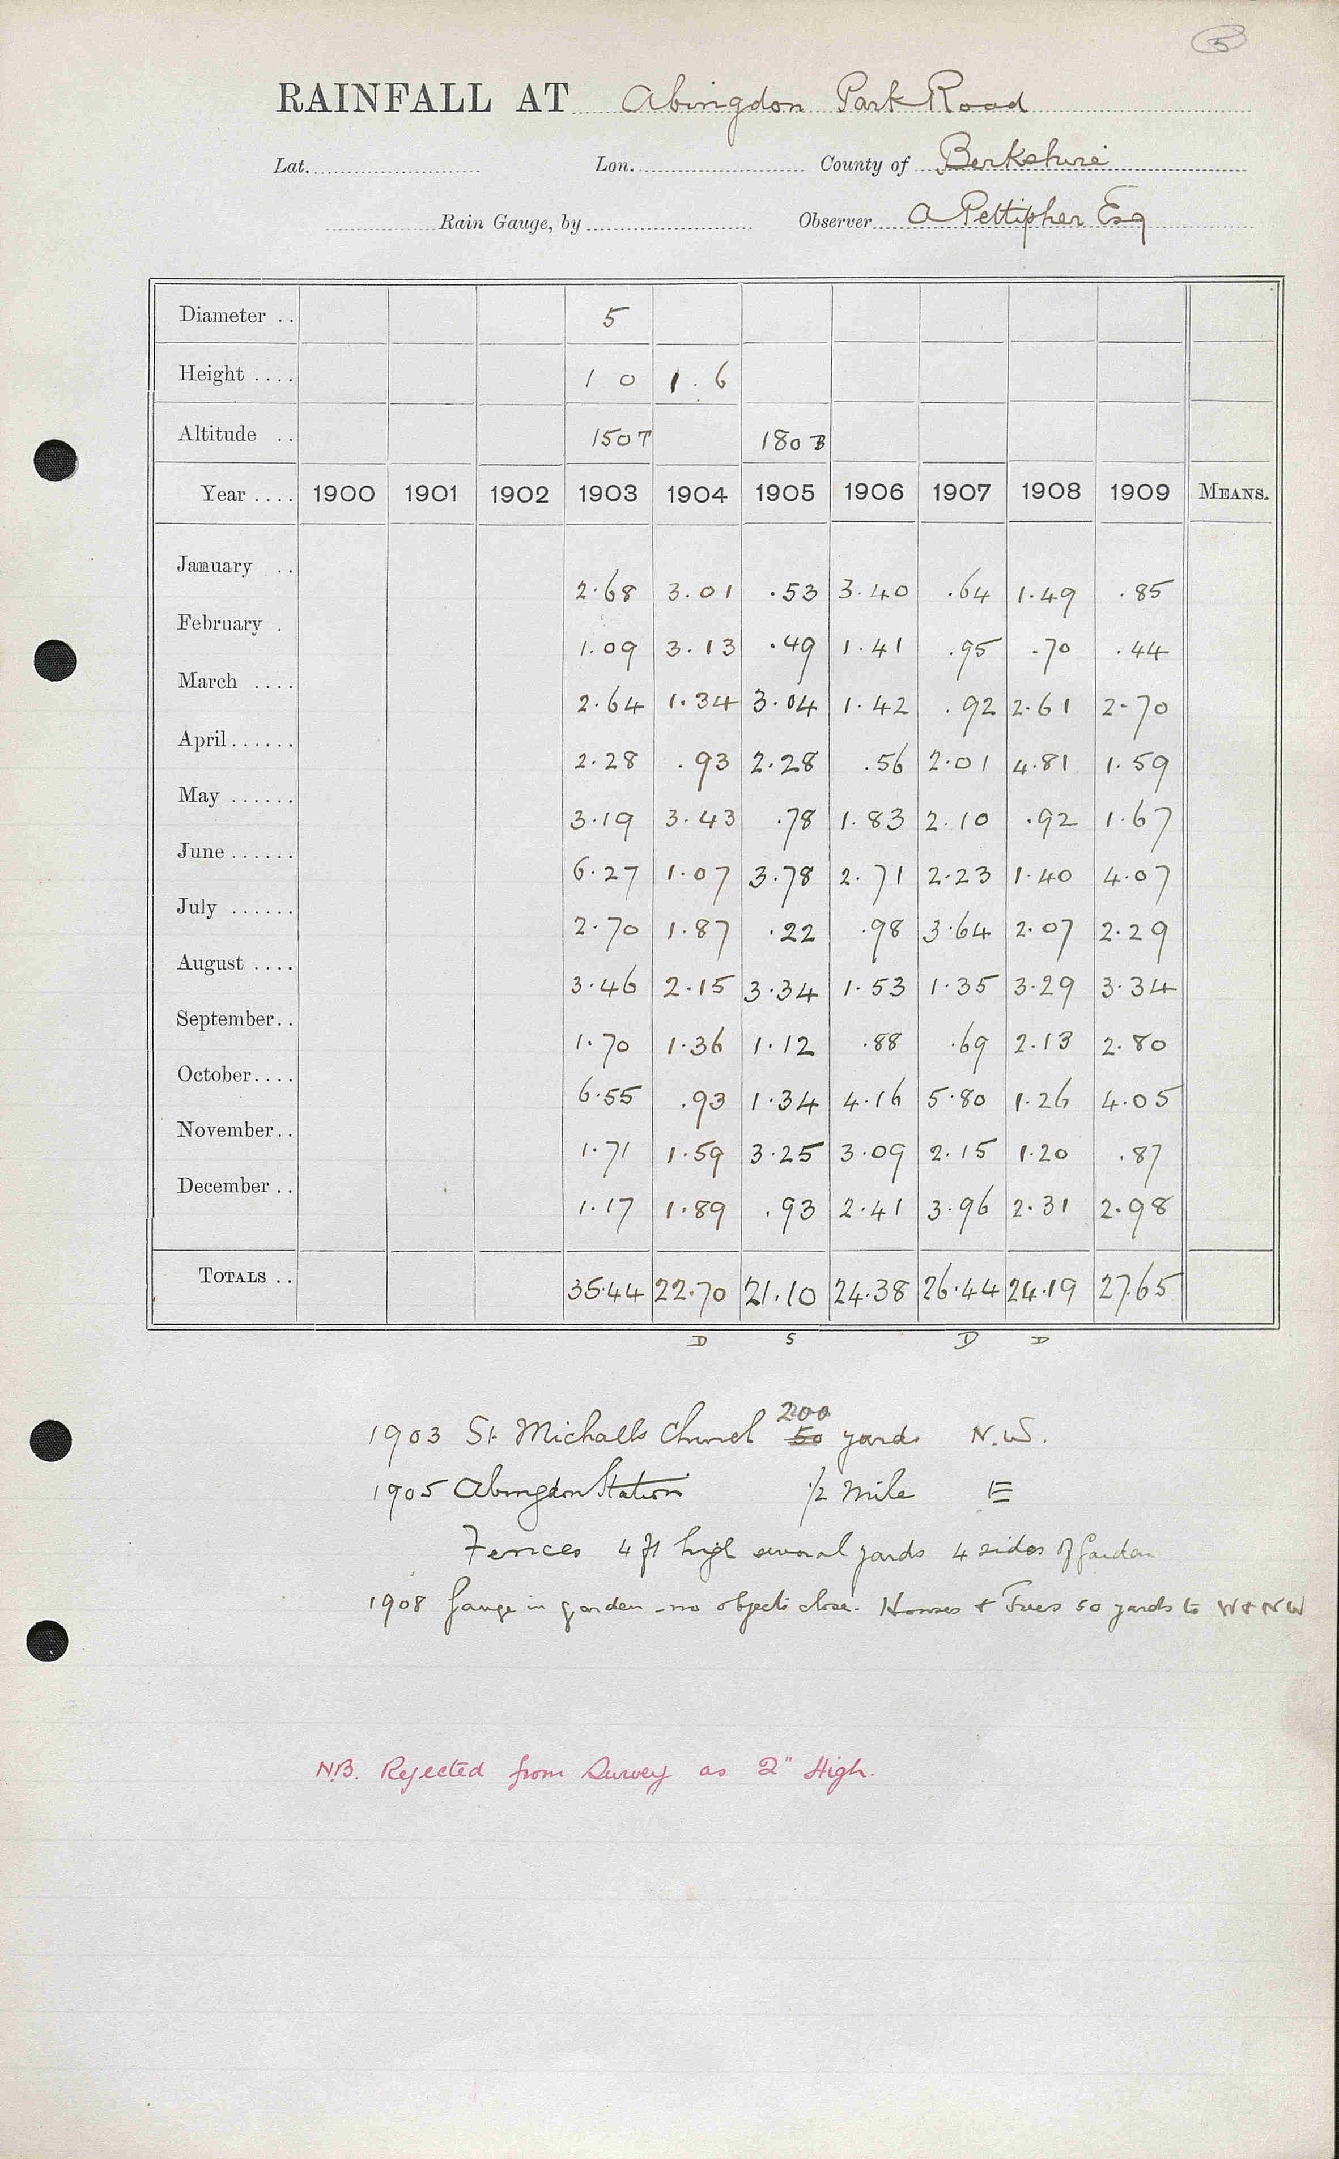 5
RAINFALL AT Abingdon Park Road
Lat. Lon. County of Berkshire
Rain Gauge, by Observer A Pettipher Esq
Diameter .. 5
Height .... 1 0 1.6
Altitude .. 150T 180B
Year .... 1900 1901 1902 1903 1904 1905 1906 1907 1908 1909 MEANS.
January .. 2.68 3.01 .53 3.40 .64 1.49 .85
February . 1.09 3.13 .49 1.41 .95 .70 .44
March .... 2.64 1.34 3.04 1.42 .92 2.61 2.70
April ...... 2.28 .93 2.28 .56 2.01 4.81 1.59
May ...... 3.19 3.43 .78 1.83 2.10 .92 1.67
June ...... 6.27 1.07 3.78 2.71 2.23 1.40 4.07
July ...... 2.70 1.87 .22 .98 3.64 2.07 2.29
August .... 3.46 2.15 3.34 1.53 1.35 3.29 3.34
September.. 1.70 1.36 1.12 .88 .69 2.13 2.80
October.... 6.55 .93 1.34 4.16 5.80 1.26 4.05
November.. 1.71 1.59 3.25 3.09 2.15 1.20 .87
December .. 1.17 1.89 .93 2.41 3.96 2.31 2.98
TOTALS .. 35.44 22.70 21.10 24.38 26.44 24.19 27.65
D S D D
200
1903 St Michaels Church 50 yards N.W.
1905 Abingdon Station 1/2 mile E
Fences 4 ft high several yards 4 sides of Garden
1908 Gauge in garden - no objects close. Houses & Trees 50 yards to W & NW
N.B. Rejected from Survey as 2" High.